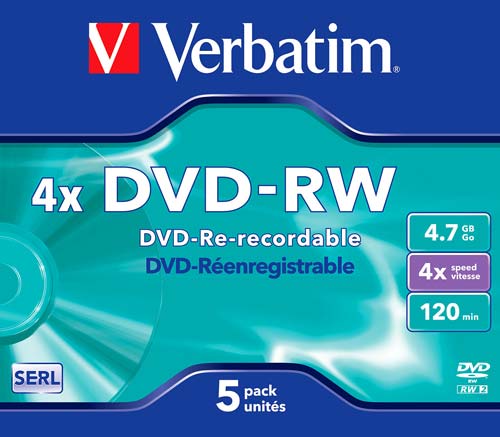 Verbatim®
4x DVD-RW
DVD-Re-recordable
DVD-Réenregistrable
4.7 GB Go
4x speed vitesse
120 min
SERL
5 pack unités
DVD
RW
RW 2